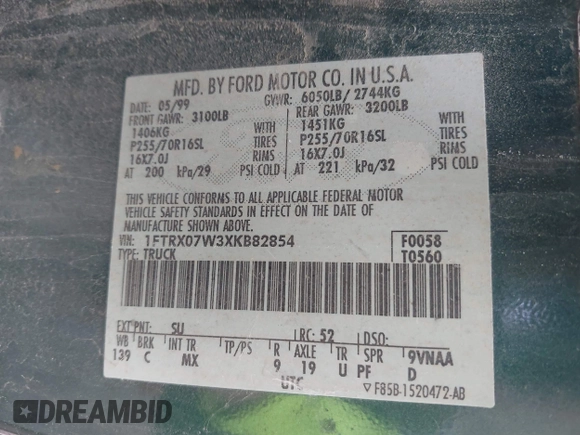 MFD. BY FORD MOTOR CO. IN U.S.A.
DATE: 05/99 GVWR: 6050LB/ 2744KG
FRONT GAWR: 3100LB REAR GAWR: 3200LB
1406KG WITH 1451KG WITH
P255/70R16SL TIRES P255/70R16SL TIRES
16X7.0J RIMS 16X7.0J RIMS
AT 200 kPa/29 PSI COLD AT 221 kPa/32 PSI COLD
THIS VEHICLE CONFORMS TO ALL APPLICABLE FEDERAL MOTOR
VEHICLE SAFETY STANDARDS IN EFFECT ON THE DATE OF
MANUFACTURE SHOWN ABOVE.
VIN: 1FTRX07W3XKB82854 F0058
TYPE: TRUCK T0560
EXT PNT: SU RC: 52 DSO:
WB BRK INT TR TP/PS R AXLE TR SPR 9VNAA
139 C MX 9 19 U PF D
UTC F85B-1520472-AB
DREAMBID